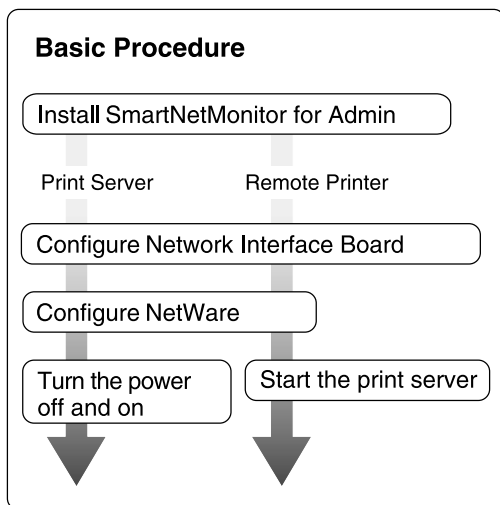 Basic Procedure
Install SmartNetMonitor for Admin
Print Server
Remote Printer
Configure Network Interface Board
Configure NetWare
Turn the power
off and on
Start the print server